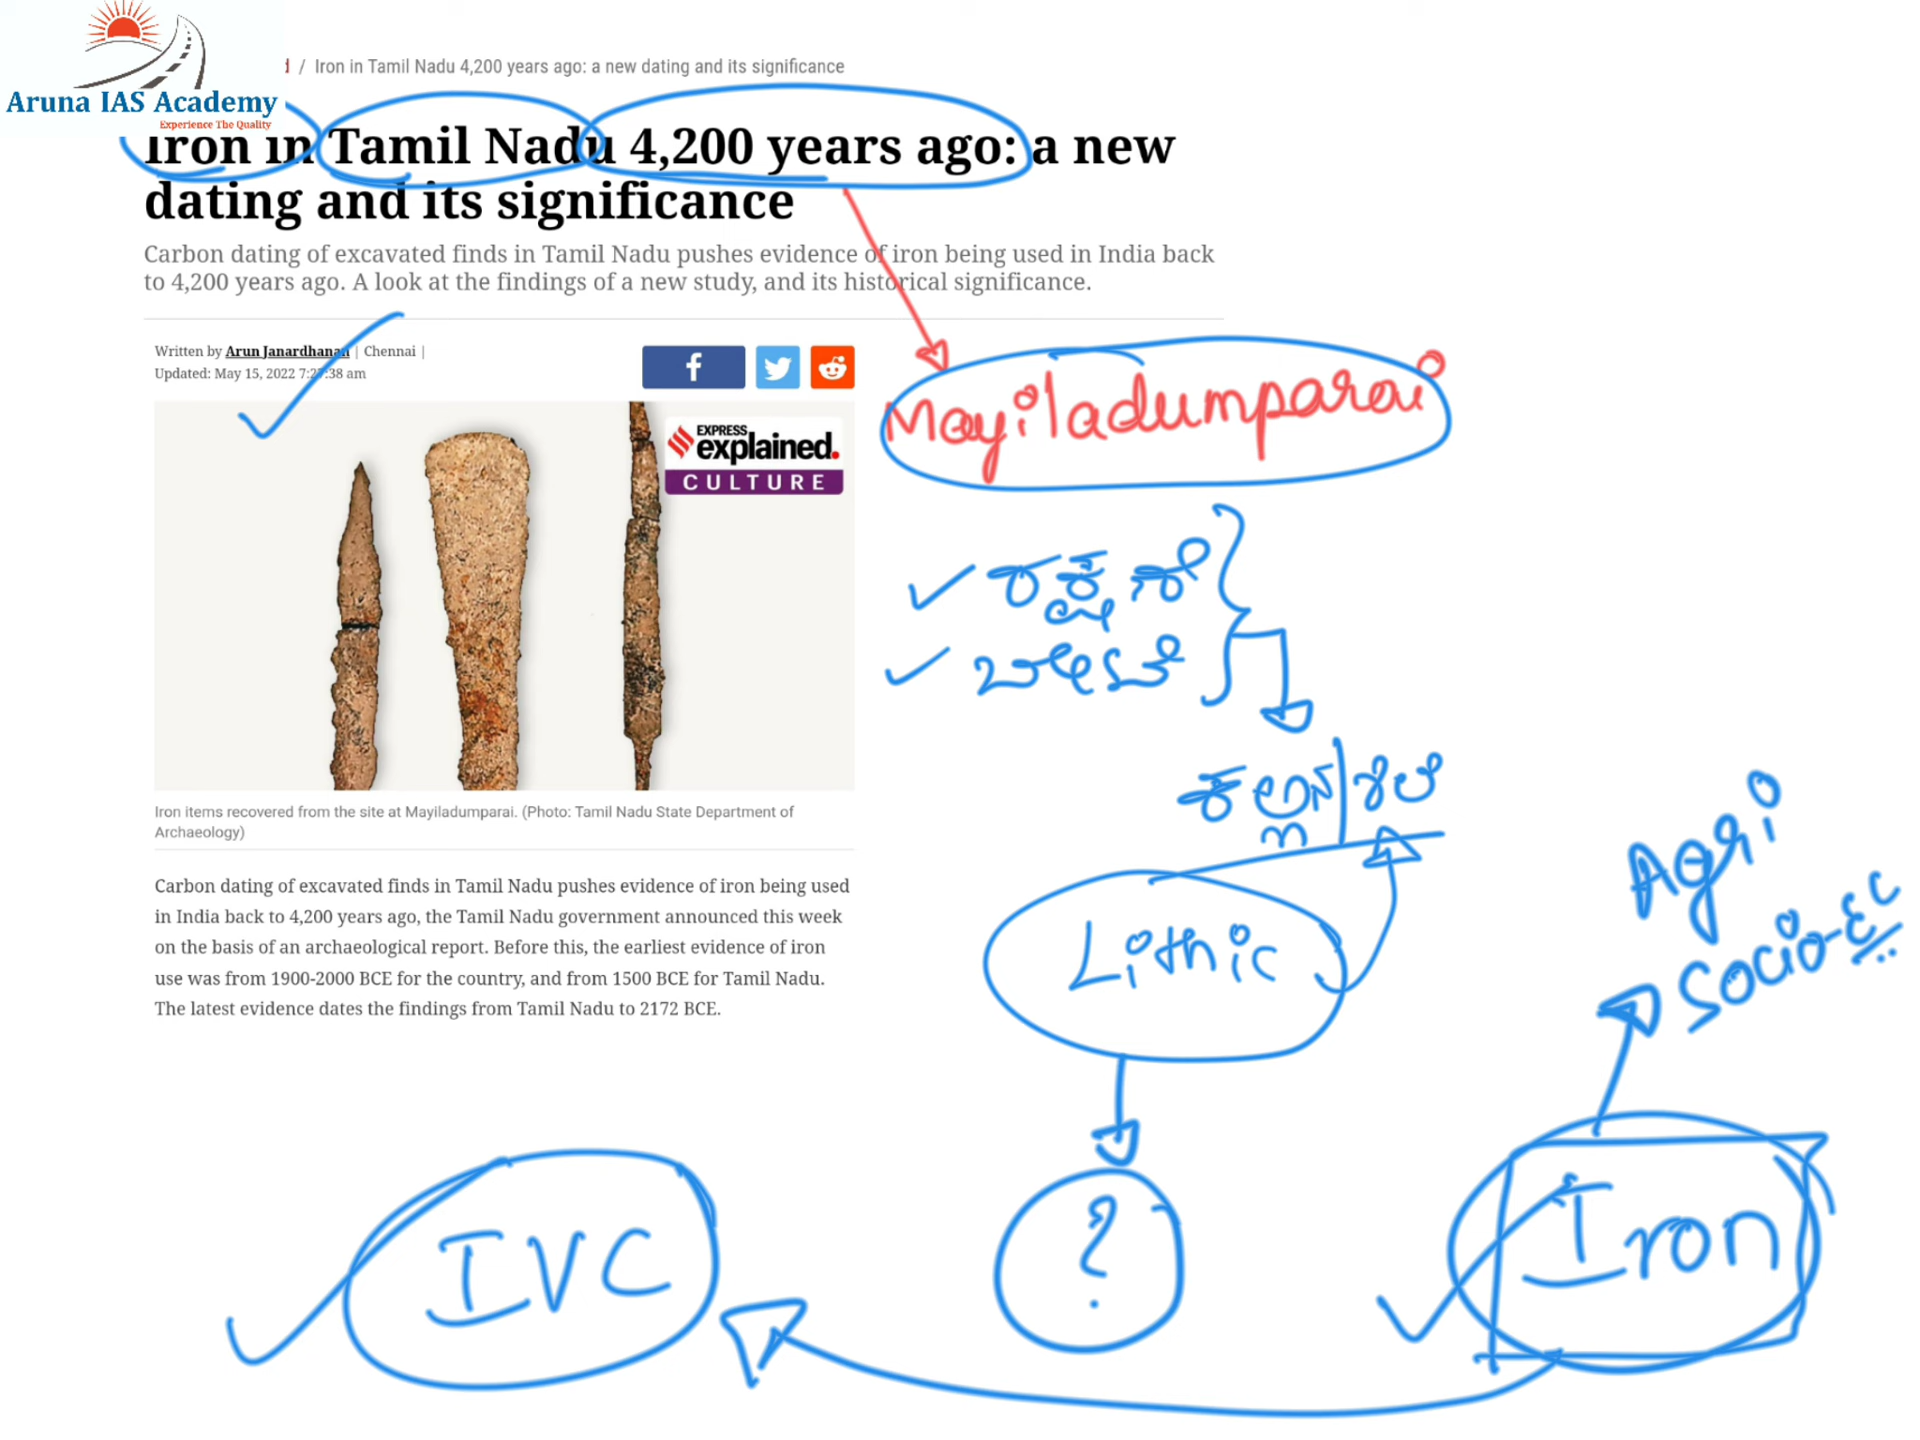 Aruna IAS Academy
Experience The Quality
/ Iron in Tamil Nadu 4,200 years ago: a new dating and its significance
Iron in Tamil Nadu 4,200 years ago: a new
dating and its significance
Carbon dating of excavated finds in Tamil Nadu pushes evidence of iron being used in India back
to 4,200 years ago. A look at the findings of a new study, and its historical significance.
Written by Arun Janardhanan | Chennai |
Updated: May 15, 2022 7:27:38 am
f
EXPRESS
explained.
CULTURE
Mayiladumparai
Iron items recovered from the site at Mayiladumparai. (Photo: Tamil Nadu State Department of
Archaeology)
Carbon dating of excavated finds in Tamil Nadu pushes evidence of iron being used
in India back to 4,200 years ago, the Tamil Nadu government announced this week
on the basis of an archaeological report. Before this, the earliest evidence of iron
use was from 1900-2000 BCE for the country, and from 1500 BCE for Tamil Nadu.
The latest evidence dates the findings from Tamil Nadu to 2172 BCE.
Lithic
Agri
Socio-Ec
IVC
?
Iron